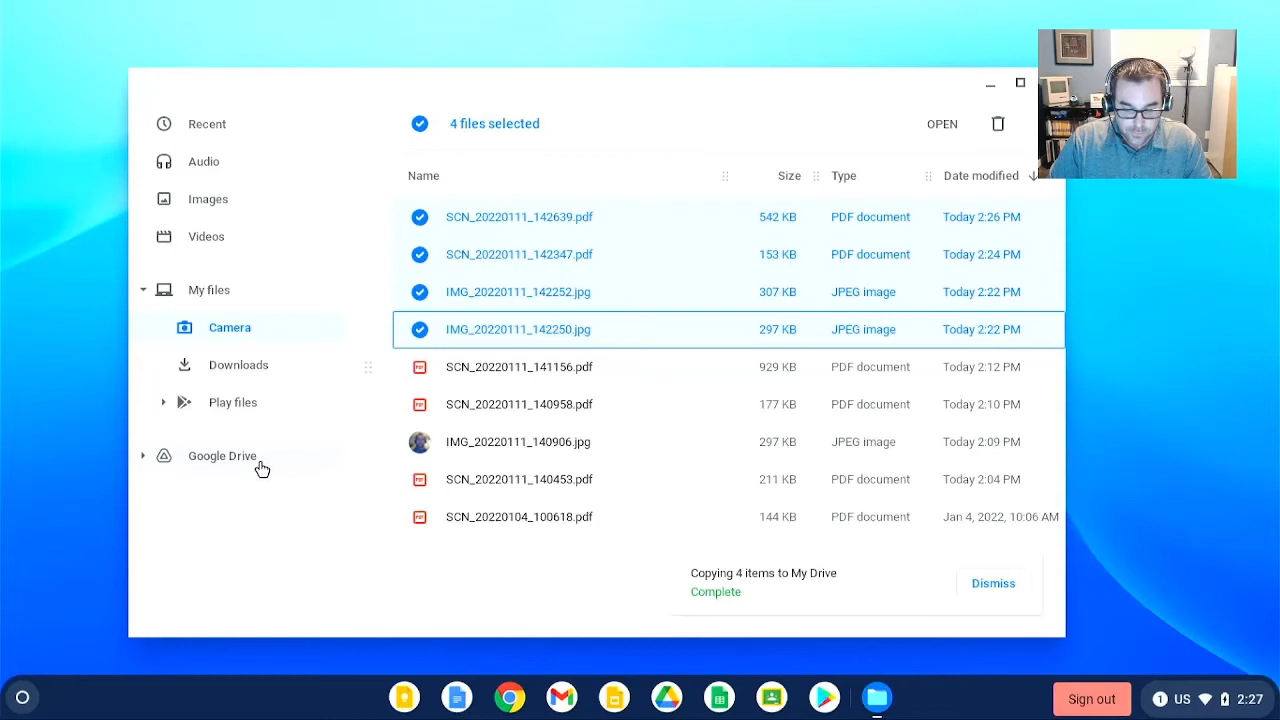 Recent
Audio
Images
Videos
My files
Camera
Downloads
Play files
Google Drive
4 files selected
OPEN
Name Size Type Date modified
SCN_20220111_142639.pdf 542 KB PDF document Today 2:26 PM
SCN_20220111_142347.pdf 153 KB PDF document Today 2:24 PM
IMG_20220111_142252.jpg 307 KB JPEG image Today 2:22 PM
IMG_20220111_142250.jpg 297 KB JPEG image Today 2:22 PM
SCN_20220111_141156.pdf 929 KB PDF document Today 2:12 PM
SCN_20220111_140958.pdf 177 KB PDF document Today 2:10 PM
IMG_20220111_140906.jpg 297 KB JPEG image Today 2:09 PM
SCN_20220111_140453.pdf 211 KB PDF document Today 2:04 PM
SCN_20220104_100618.pdf 144 KB PDF document Jan 4, 2022, 10:06 AM
Copying 4 items to My Drive
Complete
Dismiss
Sign out 1 US 2:27